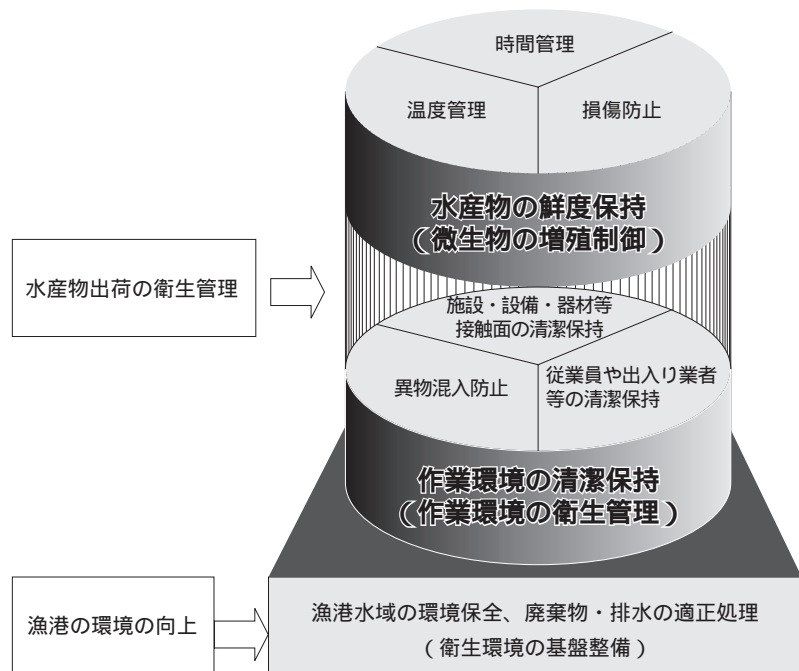 時間管理
温度管理
損傷防止
水産物の鮮度保持
（微生物の増殖制御）
水産物出荷の衛生管理
施設・設備・器材等
接触面の清潔保持
異物混入防止
従業員や出入り業者
等の清潔保持
作業環境の清潔保持
（作業環境の衛生管理）
漁港の環境の向上
漁港水域の環境保全、廃棄物・排水の適正処理
（衛生環境の基盤整備）